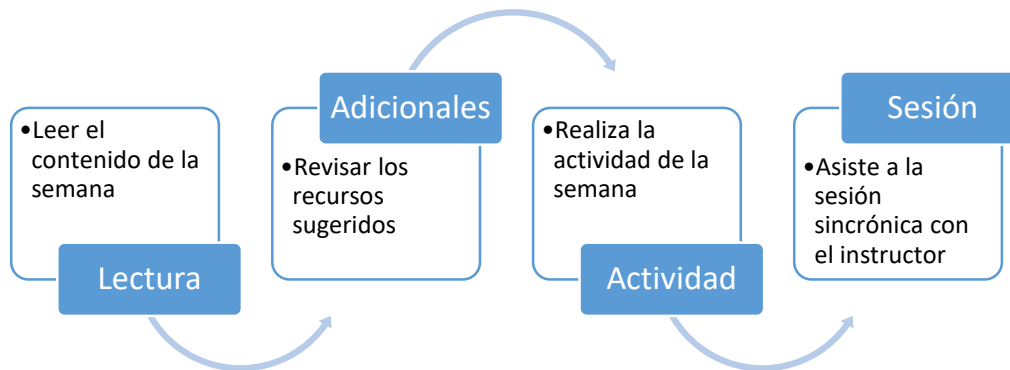 •Leer el
contenido de la
semana
Lectura
Adicionales
•Revisar los
recursos
sugeridos
•Realiza la
actividad de la
semana
Actividad
Sesión
•Asiste a la
sesión
sincrónica con
el instructor